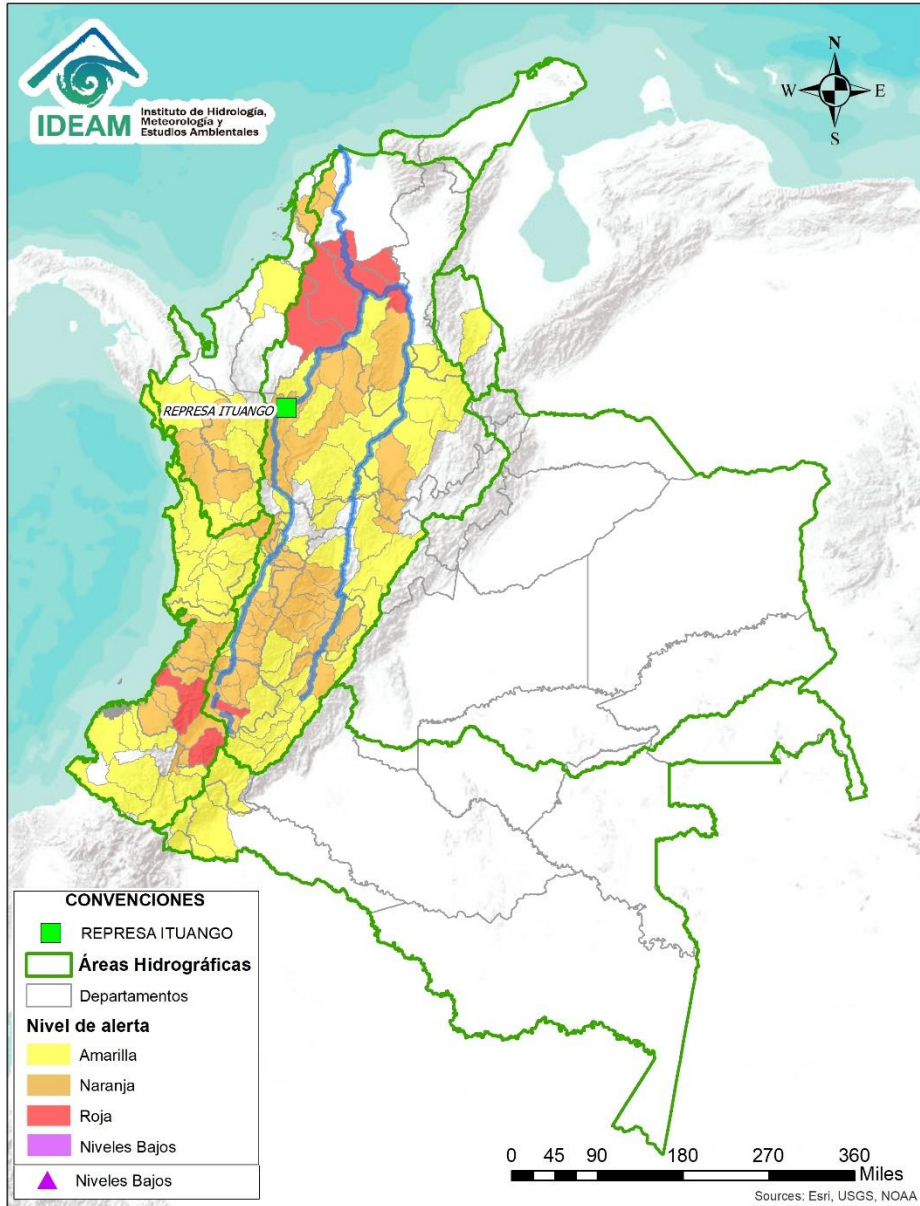 IDEAM
Instituto de Hidrología,
Meteorología y
Estudios Ambientales
N
W
E
S
REPRESA ITUANGO
CONVENCIONES
REPRESA ITUANGO
Áreas Hidrográficas
Departamentos
Nivel de alerta
Amarilla
Naranja
Roja
Niveles Bajos
Niveles Bajos
0 45 90 180 270 360
Miles
Sources: Esri, USGS, NOAA